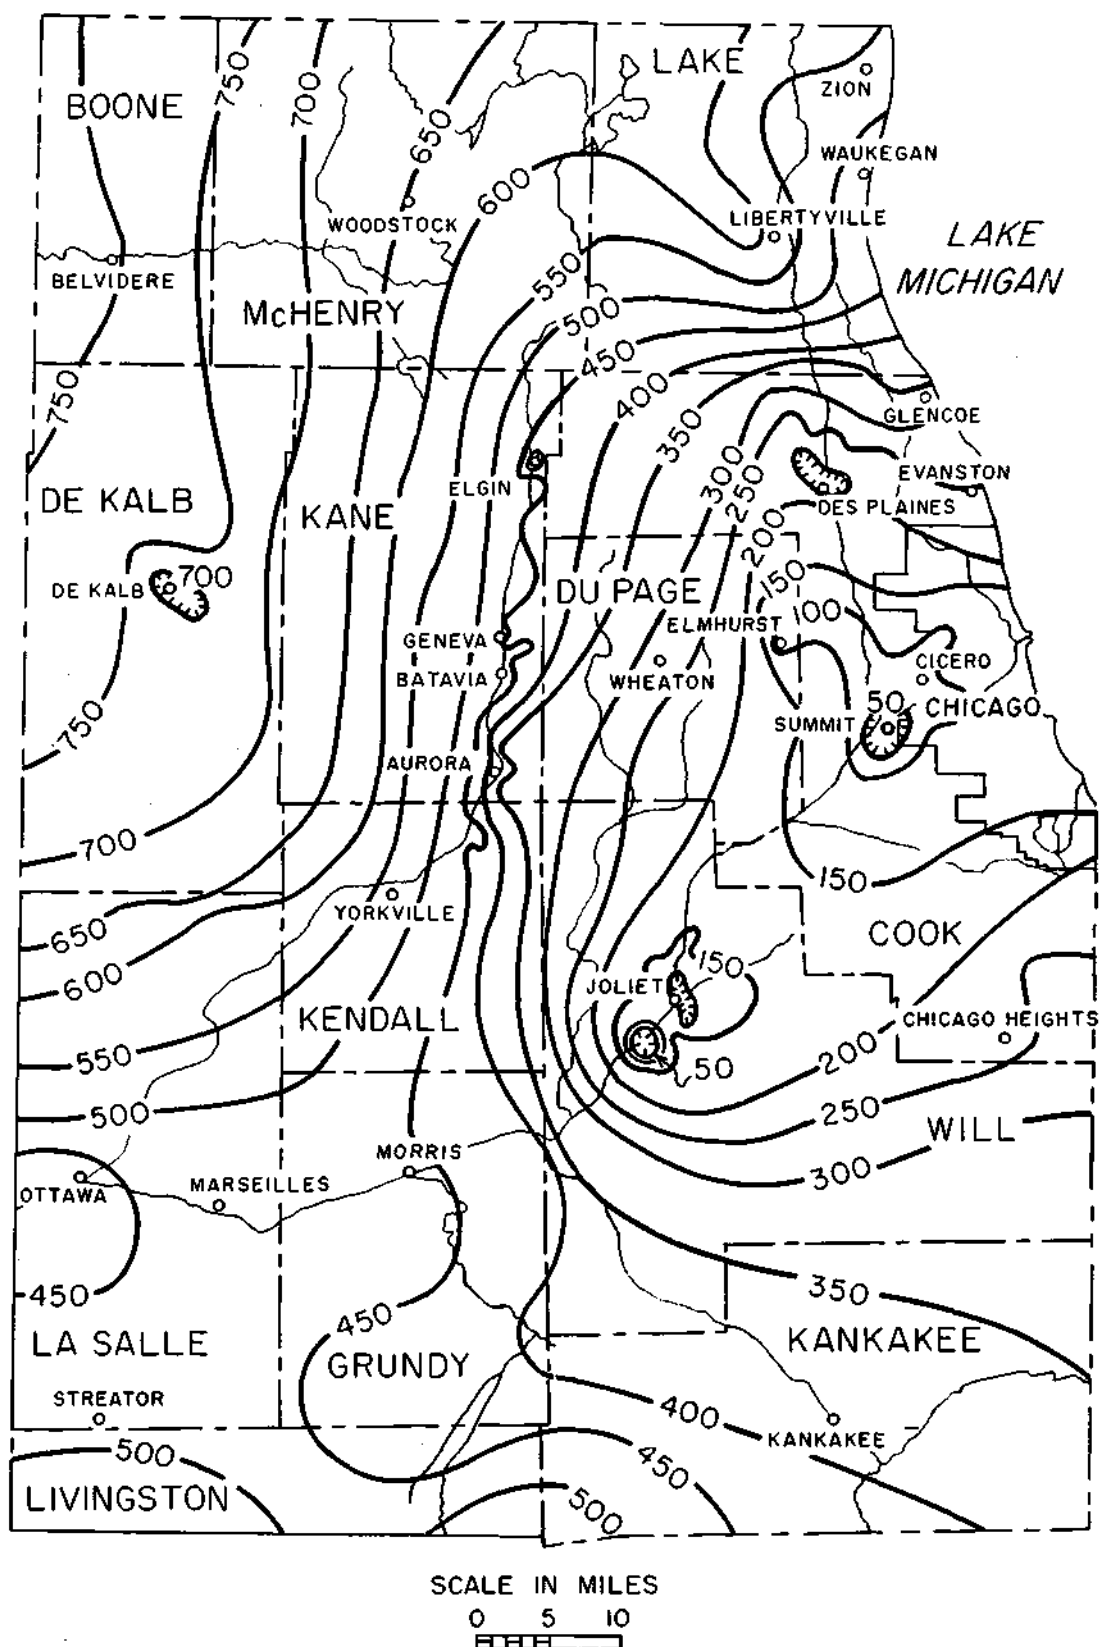 LAKE
750
700
ZION
BOONE
650
WAUKEGAN
600
WOODSTOCK
LIBERTYVILLE
LAKE
MICHIGAN
BELVIDERE
550
McHENRY
500
450
750
400
GLENCOE
350
300
EVANSTON
250
ELGIN
DE KALB
KANE
DES PLAINES
200
700
DE KALB
150
DU PAGE
100
ELMHURST
GENEVA
CICERO
BATAVIA
WHEATON
50
CHICAGO
750
SUMMIT
AURORA
700
150
YORKVILLE
650
COOK
600
150
JOLIET
KENDALL
CHICAGO HEIGHTS
550
200
50
500
250
WILL
MORRIS
300
OTTAWA
MARSEILLES
450
350
450
LA SALLE
GRUNDY
KANKAKEE
STREATOR
400
KANKAKEE
500
450
LIVINGSTON
500
SCALE IN MILES
0 5 10